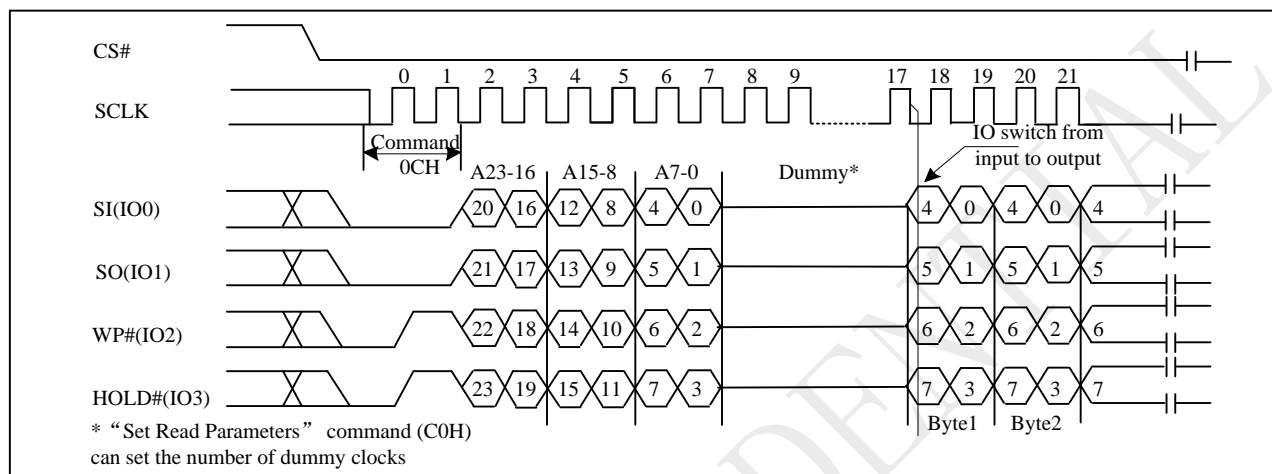 CS#
0 1 2 3 4 5 6 7 8 9 17 18 19 20 21
SCLK
Command
0CH
IO switch from
input to output
A23-16 A15-8 A7-0 Dummy*
SI(IO0) 20 16 12 8 4 0 4 0 4 0 4
SO(IO1) 21 17 13 9 5 1 5 1 5 1 5
WP#(IO2) 22 18 14 10 6 2 6 2 6 2 6
HOLD#(IO3) 23 19 15 11 7 3 7 3 7 3 7
Byte1 Byte2
* “Set Read Parameters” command (C0H)
can set the number of dummy clocks
DENTIAL